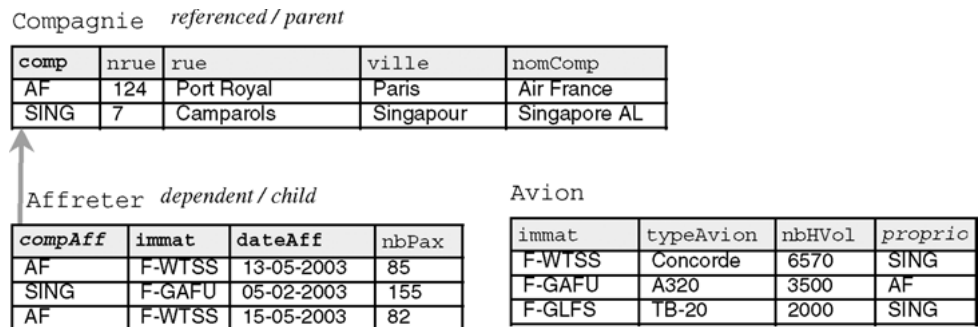 Compagnie referenced / parent
comp nrue rue ville nomComp
AF 124 Port Royal Paris Air France
SING 7 Camparols Singapour Singapore AL
Affreter dependent / child
compAff immat dateAff nbPax
AF F-WTSS 13-05-2003 85
SING F-GAFU 05-02-2003 155
AF F-WTSS 15-05-2003 82
Avion
immat typeAvion nbHVol proprio
F-WTSS Concorde 6570 SING
F-GAFU A320 3500 AF
F-GLFS TB-20 2000 SING